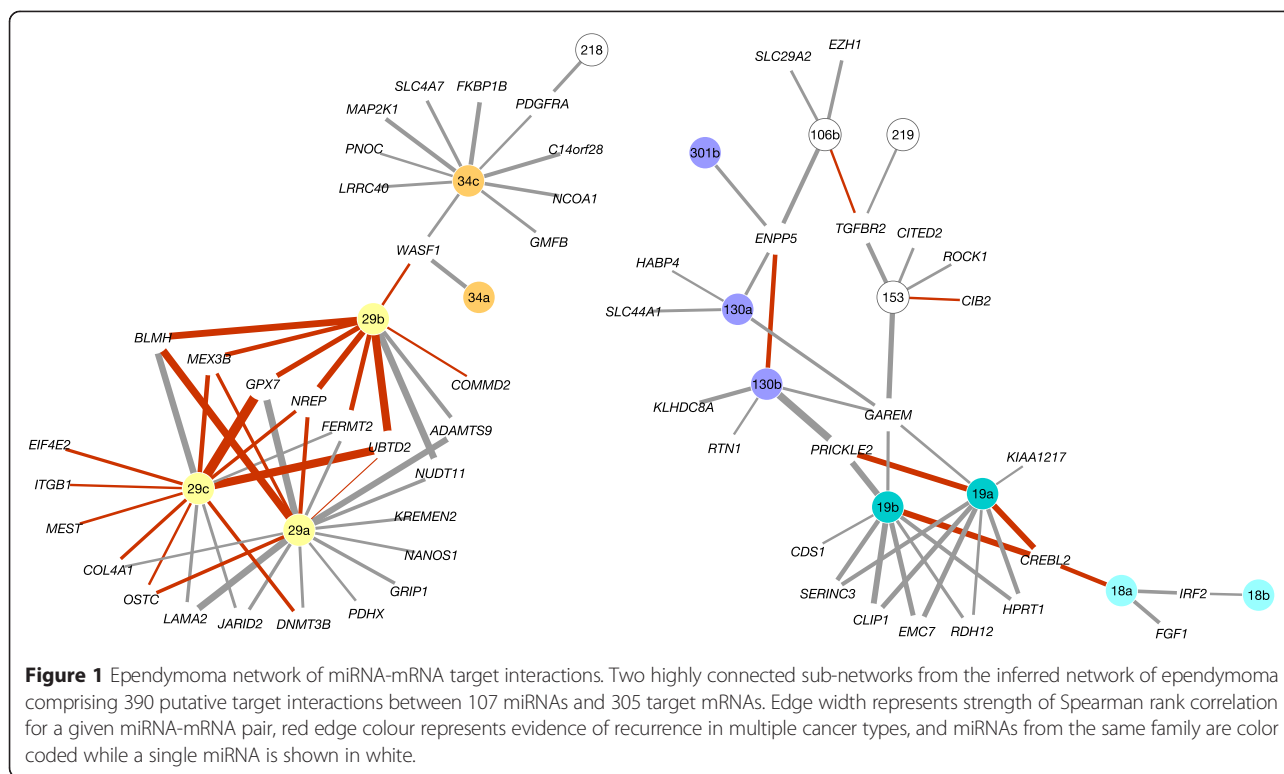 218
EZH1
SLC29A2
SLC4A7
FKBP1B
MAP2K1
PDGFRA
106b
219
PNOC
C14orf28
301b
34c
LRRC40
NCOA1
TGFBR2
CITED2
GMFB
ENPP5
WASF1
ROCK1
HABP4
34a
153
CIB2
SLC44A1
130a
29b
BLMH
MEX3B
GPX7
COMMD2
130b
NREP
KLHDC8A
GAREM
FERMT2
ADAMTS9
UBTD2
RTN1
PRICKLE2
EIF4E2
NUDT11
KIAA1217
ITGB1
29c
19a
19b
KREMEN2
MEST
29a
NANOS1
CDS1
CREBL2
COL4A1
GRIP1
SERINC3
HPRT1
18a
IRF2
18b
OSTC
LAMA2
JARID2
DNMT3B
PDHX
CLIP1
EMC7
RDH12
FGF1
Figure 1 Ependymoma network of miRNA-mRNA target interactions. Two highly connected sub-networks from the inferred network of ependymoma
comprising 390 putative target interactions between 107 miRNAs and 305 target mRNAs. Edge width represents strength of Spearman rank correlation
for a given miRNA-mRNA pair, red edge colour represents evidence of recurrence in multiple cancer types, and miRNAs from the same family are color
coded while a single miRNA is shown in white.